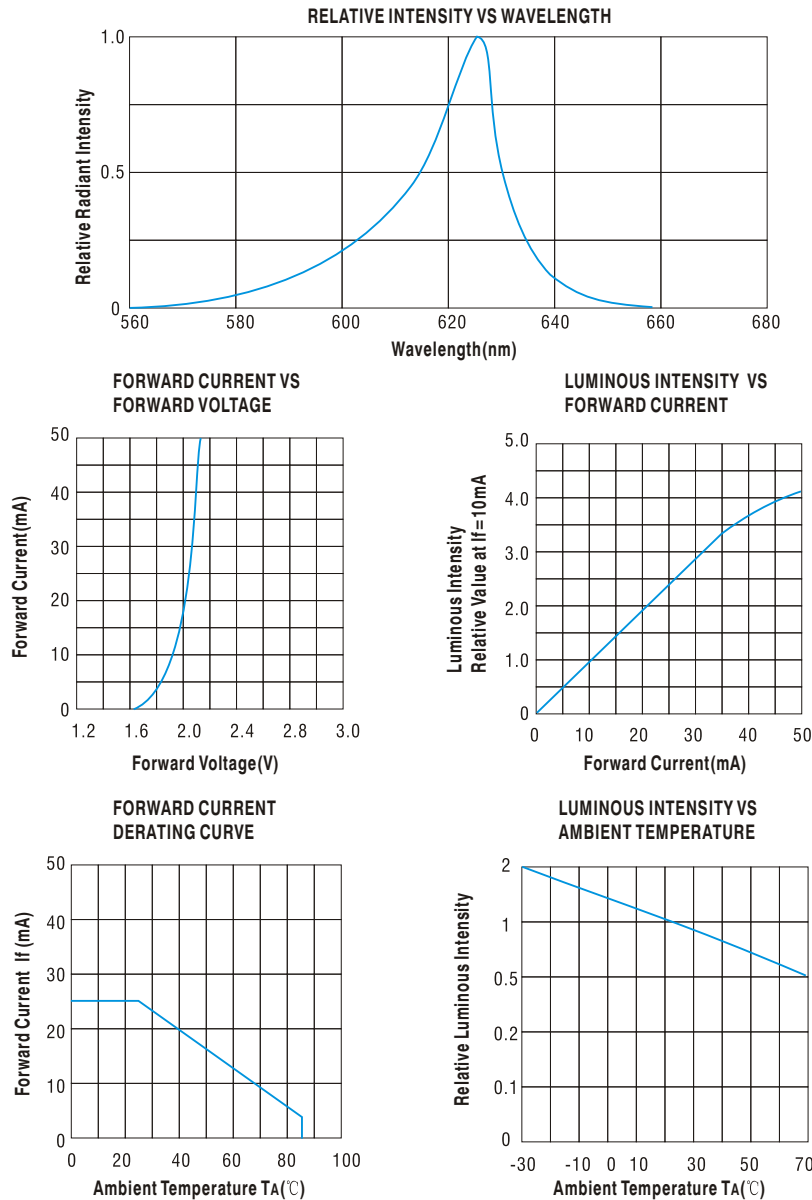 RELATIVE INTENSITY VS WAVELENGTH
Relative Radiant Intensity
1.0
0.5
0
560 580 600 620 640 660 680
Wavelength(nm)
FORWARD CURRENT VS
FORWARD VOLTAGE
Forward Current(mA)
50
40
30
20
10
0
1.2 1.6 2.0 2.4 2.8 3.0
Forward Voltage(V)
LUMINOUS INTENSITY VS
FORWARD CURRENT
Luminous Intensity
Relative Value at If=10mA
5.0
4.0
3.0
2.0
1.0
0
0 10 20 30 40 50
Forward Current(mA)
FORWARD CURRENT
DERATING CURVE
Forward Current If (mA)
50
40
30
20
10
0
0 20 40 60 80 100
Ambient Temperature TA(℃)
LUMINOUS INTENSITY VS
AMBIENT TEMPERATURE
Relative Luminous Intensity
2
1
0.5
0.2
0.1
0
-30 -10 0 10 30 50 70
Ambient Temperature TA(℃)